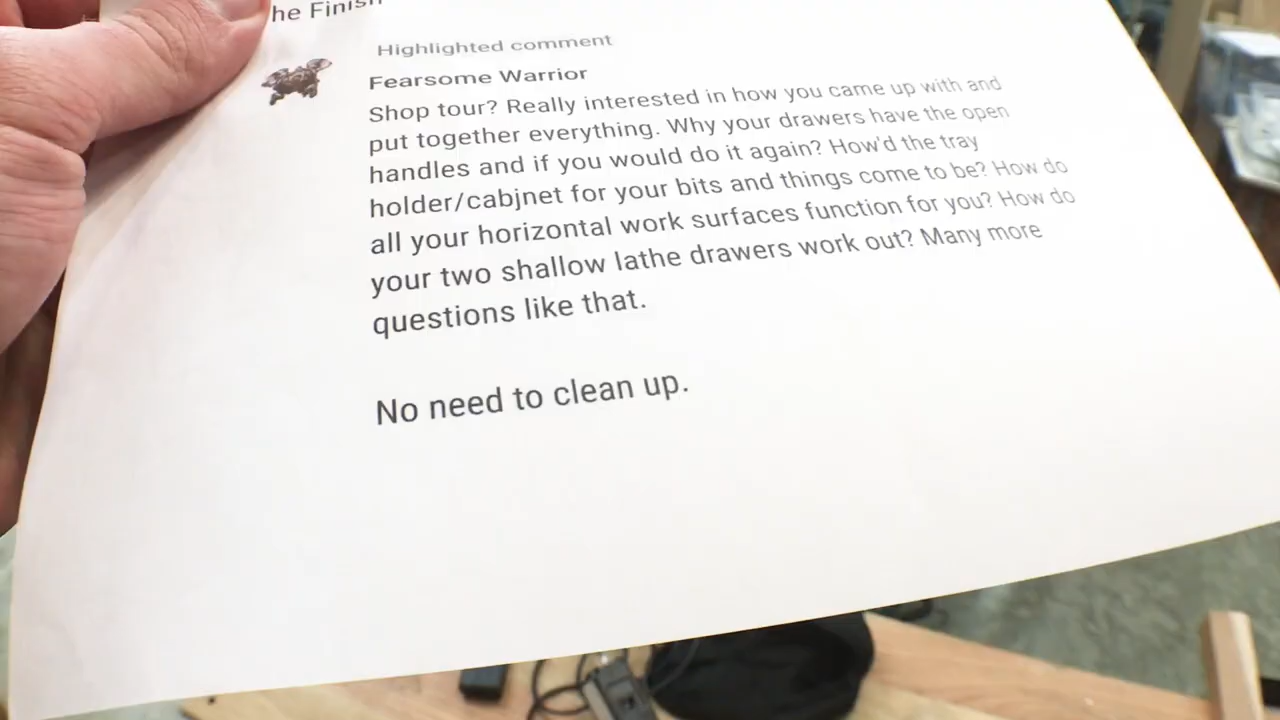 he Finish
Highlighted comment
Fearsome Warrior
Shop tour? Really interested in how you came up with and
put together everything. Why your drawers have the open
handles and if you would do it again? How'd the tray
holder/cabjnet for your bits and things come to be? How do
all your horizontal work surfaces function for you? How do
your two shallow lathe drawers work out? Many more
questions like that.
No need to clean up.